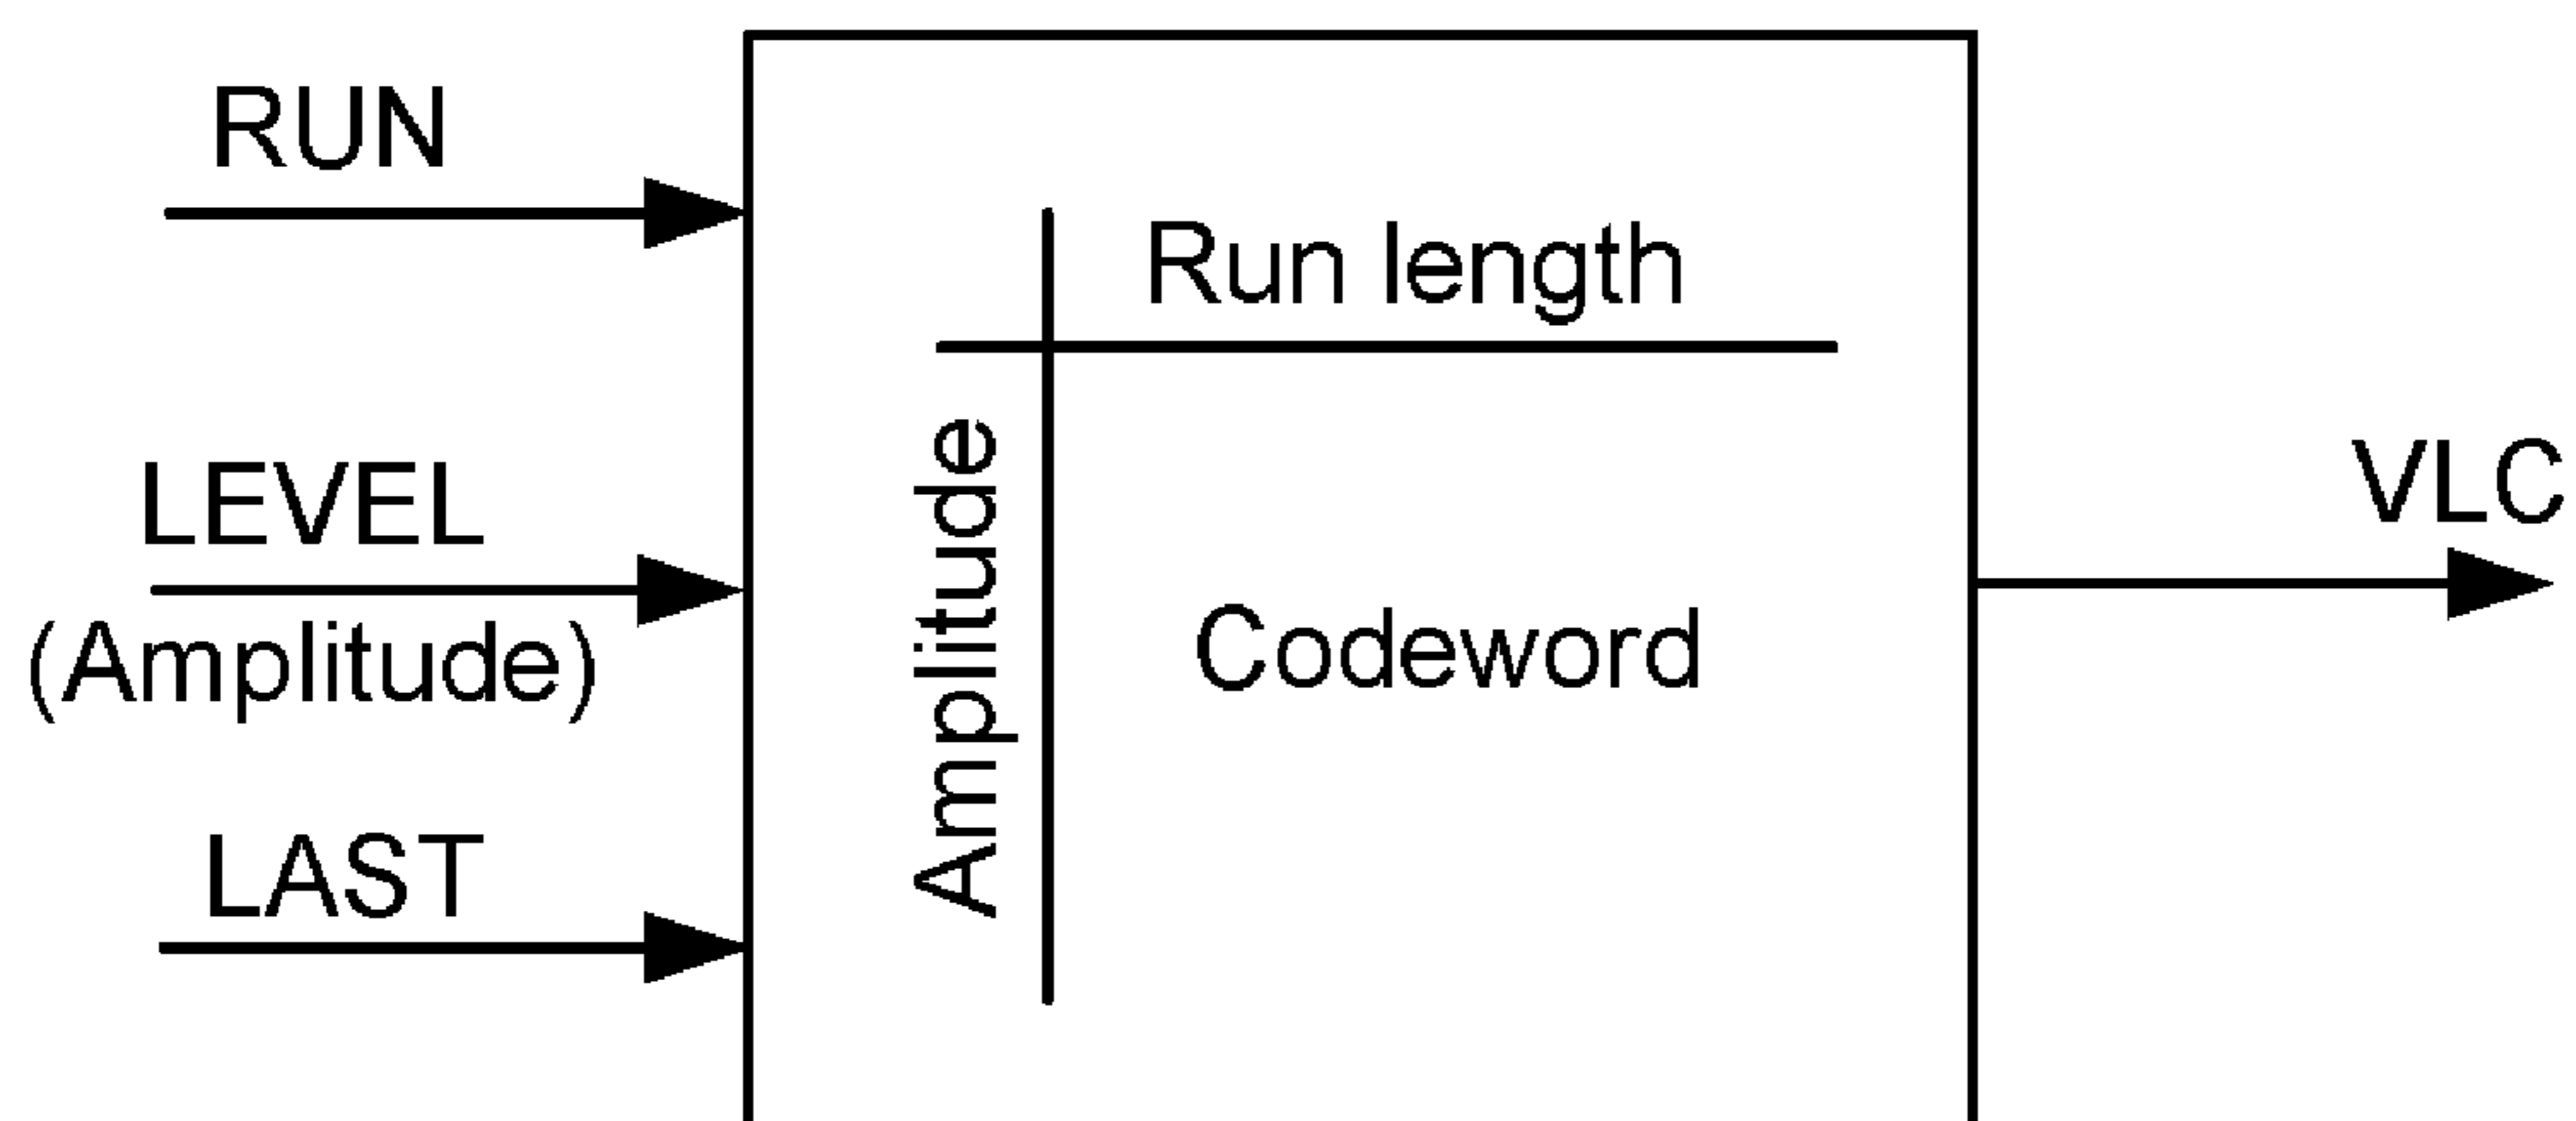 RUN
LEVEL
(Amplitude)
LAST
Run length
Amplitude
Codeword
VLC